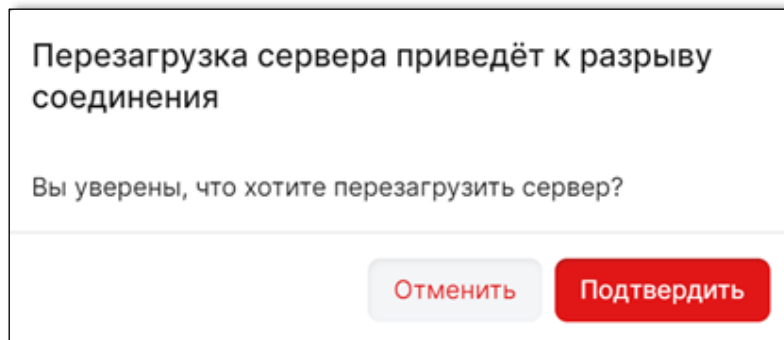 Перезагрузка сервера приведёт к разрыву
соединения
Вы уверены, что хотите перезагрузить сервер?
Отменить
Подтвердить